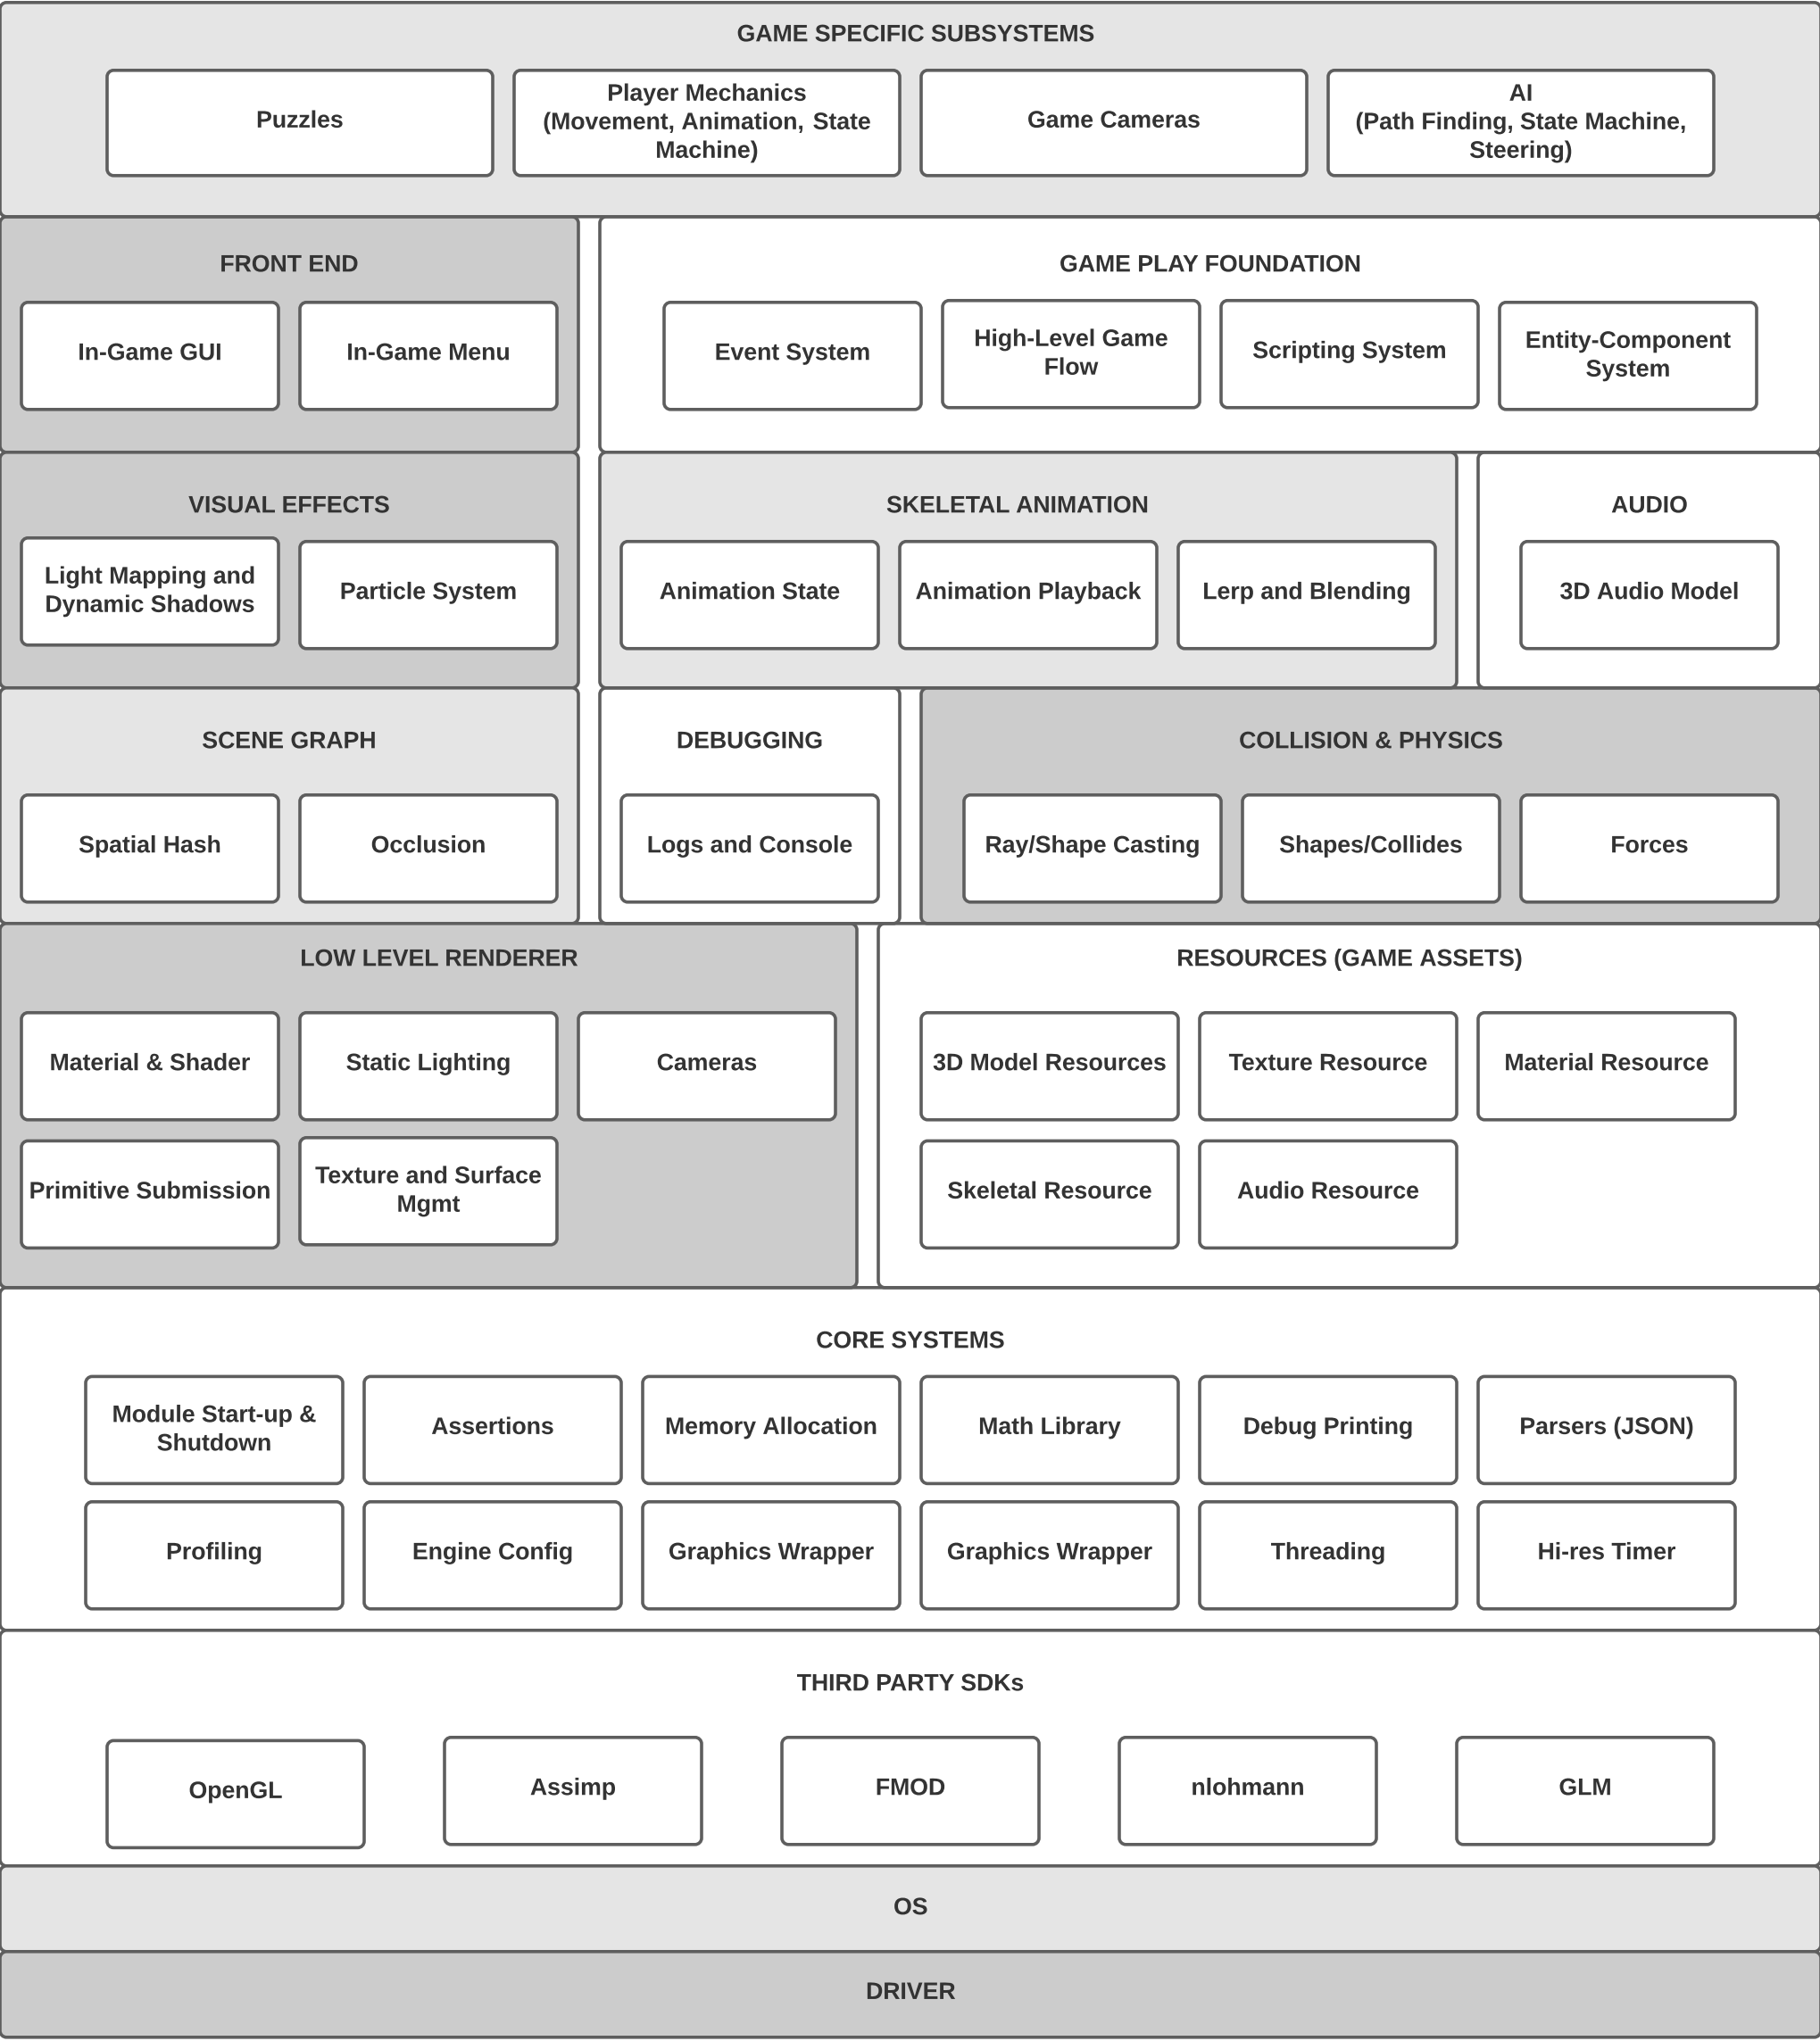 GAME SPECIFIC SUBSYSTEMS
Puzzles
Player Mechanics
(Movement, Animation, State
Machine)
Game Cameras
AI
(Path Finding, State Machine,
Steering)
FRONT END
In-Game GUI
In-Game Menu
GAME PLAY FOUNDATION
Event System
High-Level Game
Flow
Scripting System
Entity-Component
System
VISUAL EFFECTS
Light Mapping and
Dynamic Shadows
Particle System
SKELETAL ANIMATION
Animation State
Animation Playback
Lerp and Blending
AUDIO
3D Audio Model
SCENE GRAPH
Spatial Hash
Occlusion
DEBUGGING
Logs and Console
COLLISION & PHYSICS
Ray/Shape Casting
Shapes/Collides
Forces
LOW LEVEL RENDERER
Material & Shader
Static Lighting
Cameras
Primitive Submission
Texture and Surface
Mgmt
RESOURCES (GAME ASSETS)
3D Model Resources
Texture Resource
Material Resource
Skeletal Resource
Audio Resource
CORE SYSTEMS
Module Start-up &
Shutdown
Assertions
Memory Allocation
Math Library
Debug Printing
Parsers (JSON)
Profiling
Engine Config
Graphics Wrapper
Graphics Wrapper
Threading
Hi-res Timer
THIRD PARTY SDKs
OpenGL
Assimp
FMOD
nlohmann
GLM
OS
DRIVER